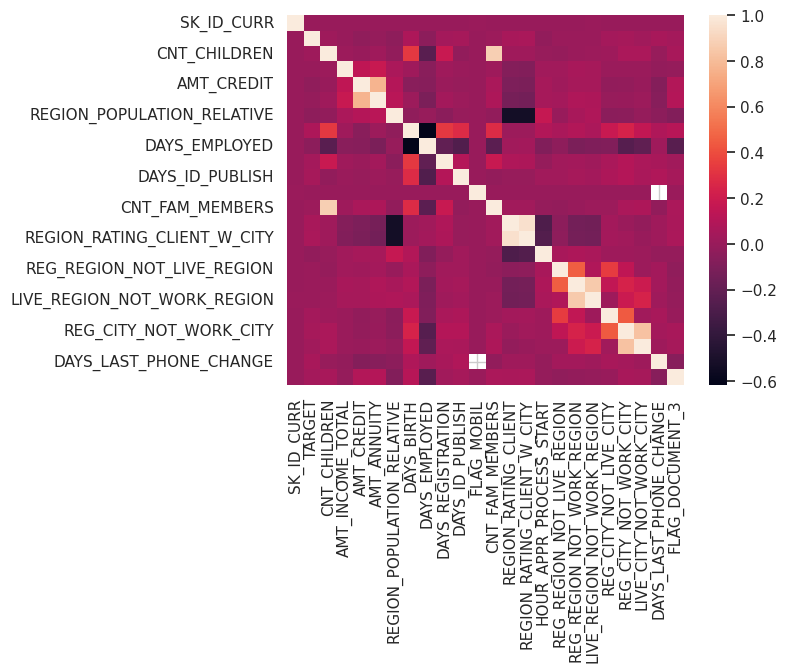 SK_ID_CURR
CNT_CHILDREN
AMT_CREDIT
REGION_POPULATION_RELATIVE
DAYS_EMPLOYED
DAYS_ID_PUBLISH
CNT_FAM_MEMBERS
REGION_RATING_CLIENT_W_CITY
REG_REGION_NOT_LIVE_REGION
LIVE_REGION_NOT_WORK_REGION
REG_CITY_NOT_WORK_CITY
DAYS_LAST_PHONE_CHANGE
1.0
0.8
0.6
0.4
0.2
0.0
−0.2
−0.4
−0.6
SK_ID_CURR
TARGET
CNT_CHILDREN
AMT_INCOME_TOTAL
AMT_CREDIT
AMT_ANNUITY
REGION_POPULATION_RELATIVE
DAYS_BIRTH
DAYS_EMPLOYED
DAYS_REGISTRATION
DAYS_ID_PUBLISH
FLAG_MOBIL
CNT_FAM_MEMBERS
REGION_RATING_CLIENT
REGION_RATING_CLIENT_W_CITY
HOUR_APPR_PROCESS_START
REG_REGION_NOT_LIVE_REGION
REG_REGION_NOT_WORK_REGION
LIVE_REGION_NOT_WORK_REGION
REG_CITY_NOT_LIVE_CITY
REG_CITY_NOT_WORK_CITY
LIVE_CITY_NOT_WORK_CITY
DAYS_LAST_PHONE_CHANGE
FLAG_DOCUMENT_3